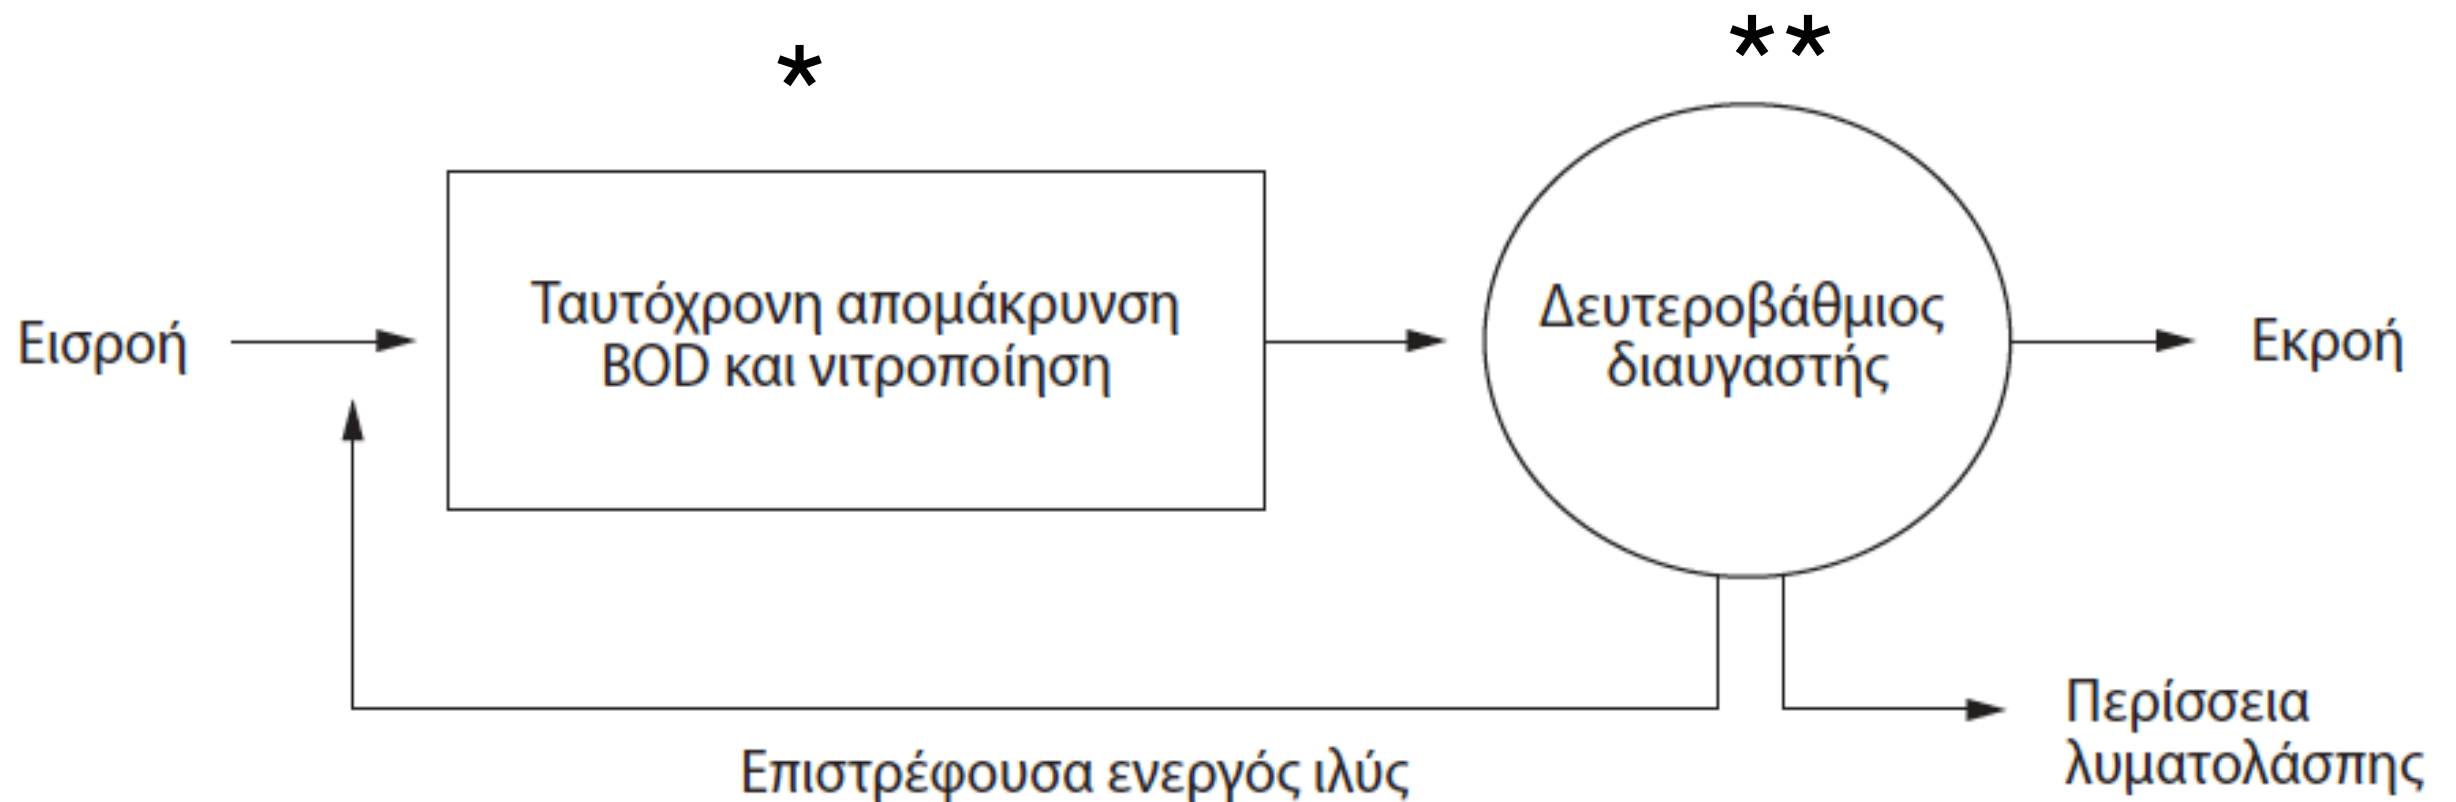 *
**
Εισροή
Ταυτόχρονη απομάκρυνση
BOD και νιτροποίηση
Δευτεροβάθμιος
διαυγαστής
Εκροή
Επιστρέφουσα ενεργός ιλύς
Περίσσεια
λυματολάσπης